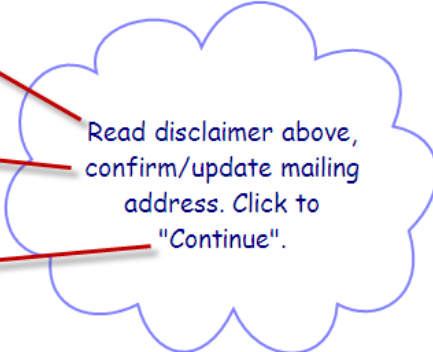 Read disclaimer above,
confirm/update mailing
address. Click to
"Continue".